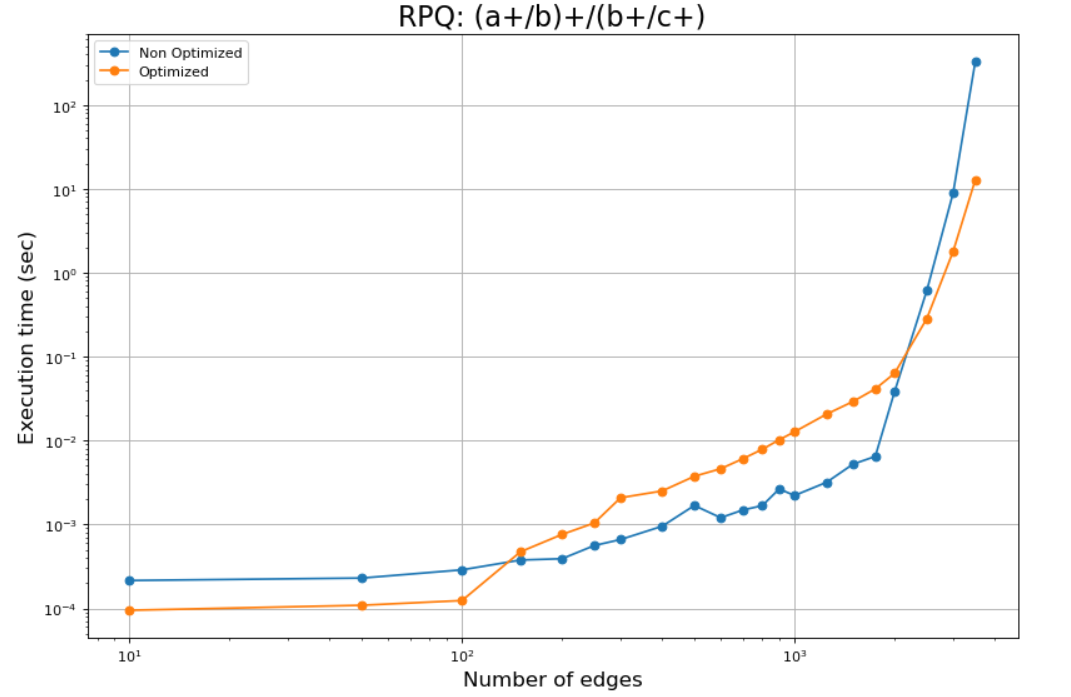 RPQ: (a+/b)+/(b+/c+)
Non Optimized
Optimized
Execution time (sec)
10²
10¹
10⁰
10⁻¹
10⁻²
10⁻³
10⁻⁴
10¹ 10² 10³
Number of edges